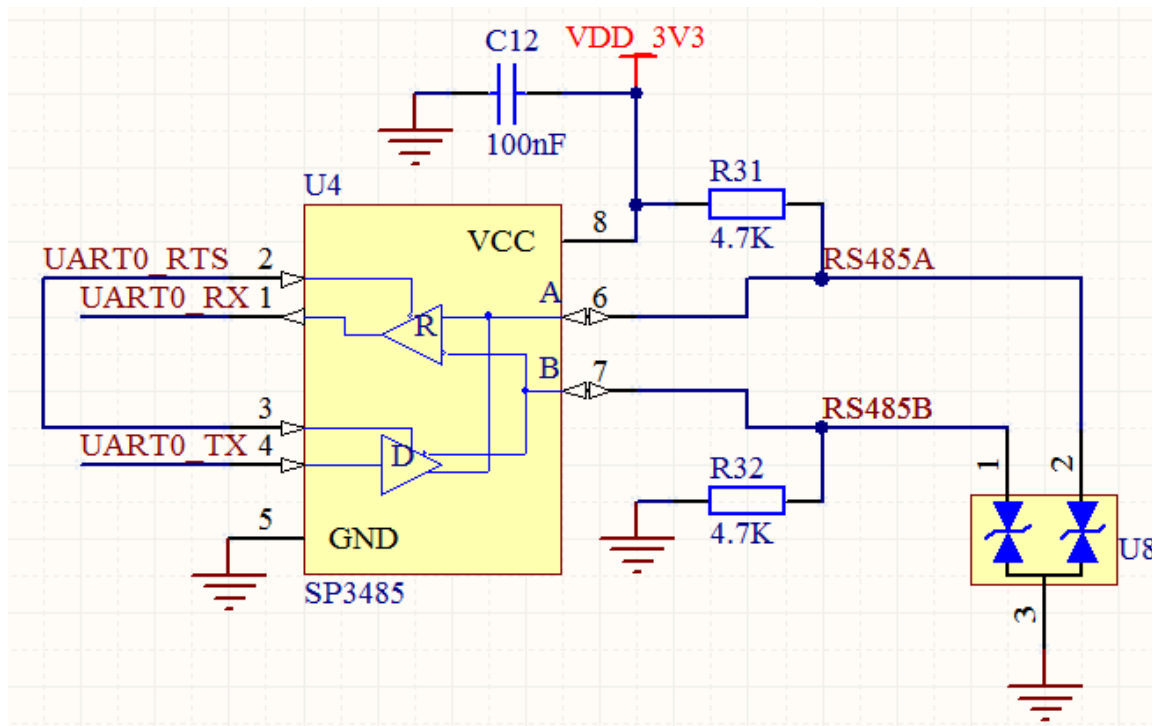 C12
VDD_3V3
100nF
U4
R31
VCC
8
4.7K
UART0_RTS
2
RS485A
UART0_RX
1
A
6
R
B
7
3
RS485B
UART0_TX
4
D
R32
1
2
5
GND
4.7K
U8
SP3485
3